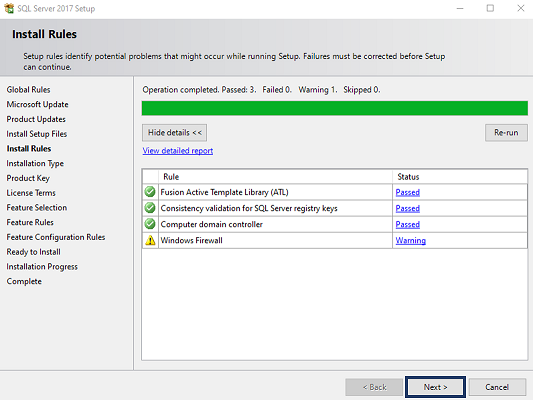 SQL Server 2017 Setup
Install Rules
Setup rules identify potential problems that might occur while running Setup. Failures must be corrected before Setup
can continue.
Global Rules
Microsoft Update
Product Updates
Install Setup Files
Install Rules
Installation Type
Product Key
License Terms
Feature Selection
Feature Rules
Feature Configuration Rules
Ready to Install
Installation Progress
Complete
Operation completed. Passed: 3. Failed 0. Warning 1. Skipped 0.
Hide details << Re-run
View detailed report
Rule Status
Fusion Active Template Library (ATL) Passed
Consistency validation for SQL Server registry keys Passed
Computer domain controller Passed
Windows Firewall Warning
< Back Next > Cancel